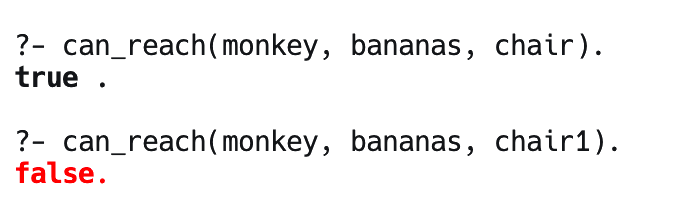 ?- can_reach(monkey, bananas, chair).
true .
?- can_reach(monkey, bananas, chair1).
false.